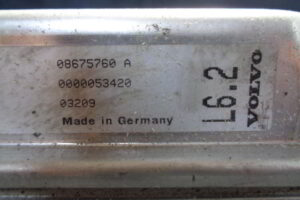 08675760 A
0000053420
03209
Made in Germany
L6.2
VOLVO